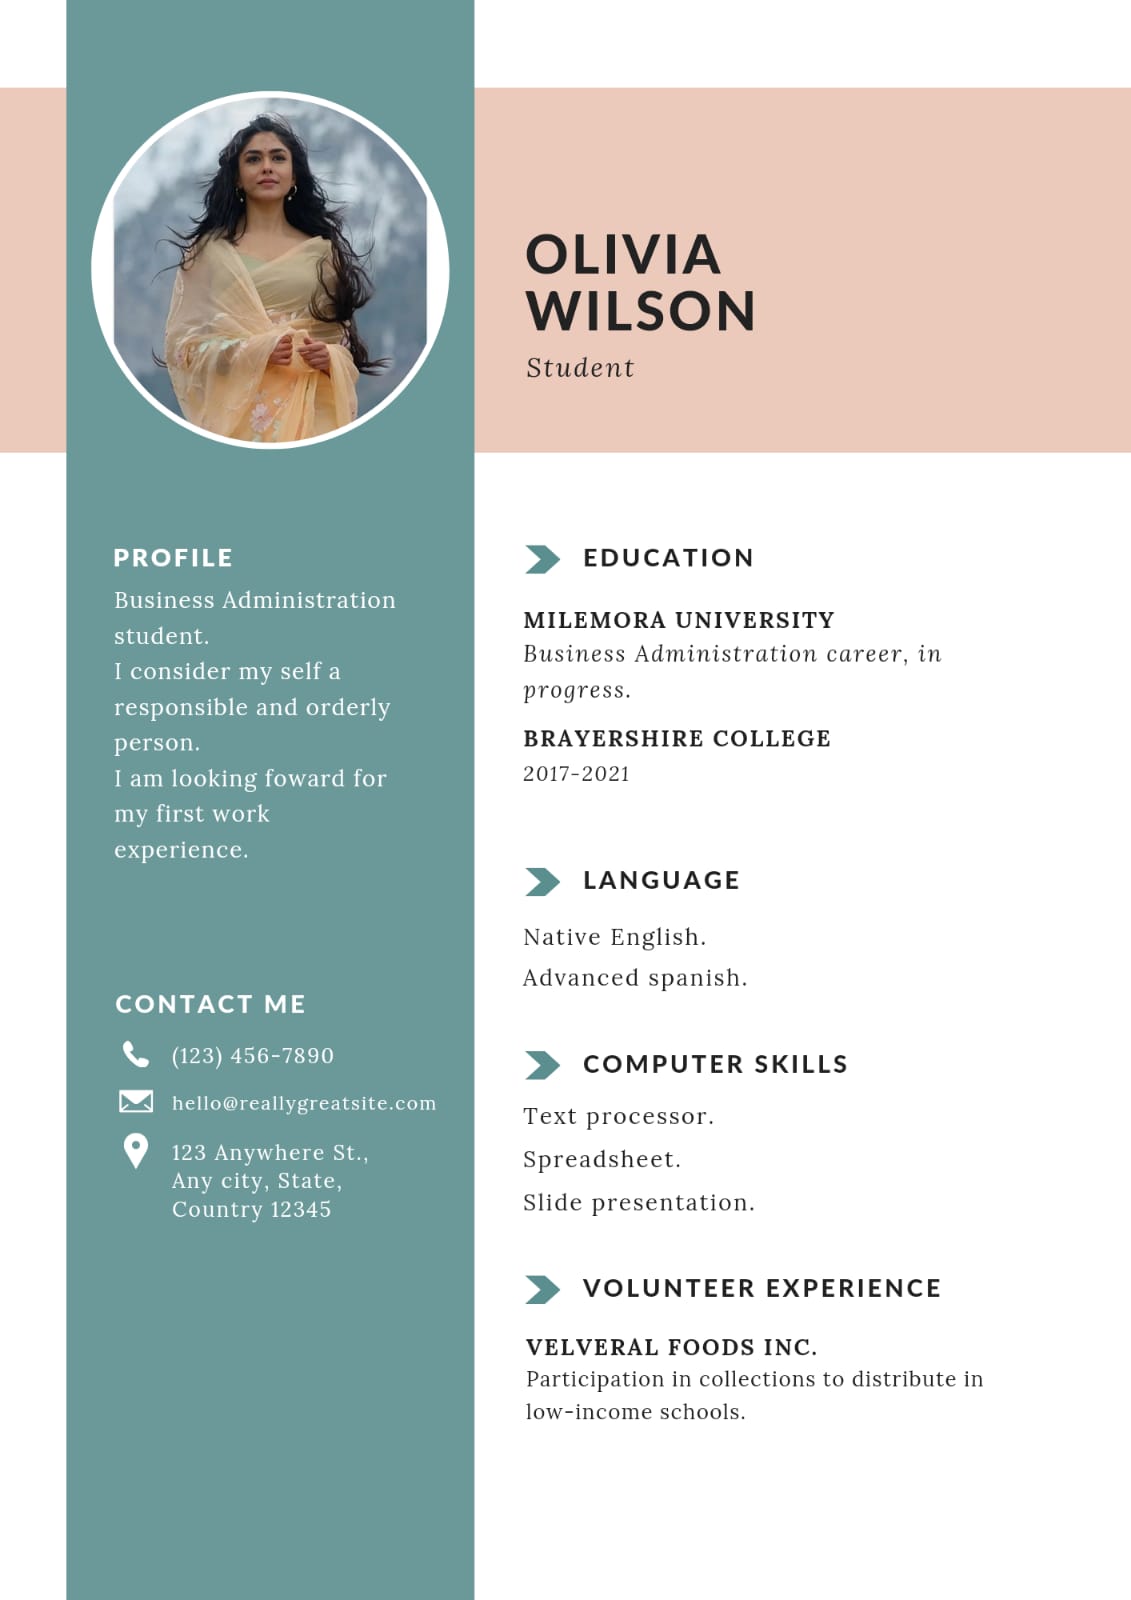 OLIVIA
WILSON
Student
PROFILE
Business Administration
student.
I consider my self a
responsible and orderly
person.
I am looking foward for
my first work
experience.
CONTACT ME
(123) 456-7890
hello@reallygreatsite.com
123 Anywhere St.,
Any city, State,
Country 12345
EDUCATION
MILEMORA UNIVERSITY
Business Administration career, in
progress.
BRAYERSHIRE COLLEGE
2017-2021
LANGUAGE
Native English.
Advanced spanish.
COMPUTER SKILLS
Text processor.
Spreadsheet.
Slide presentation.
VOLUNTEER EXPERIENCE
VELVERAL FOODS INC.
Participation in collections to distribute in
low-income schools.